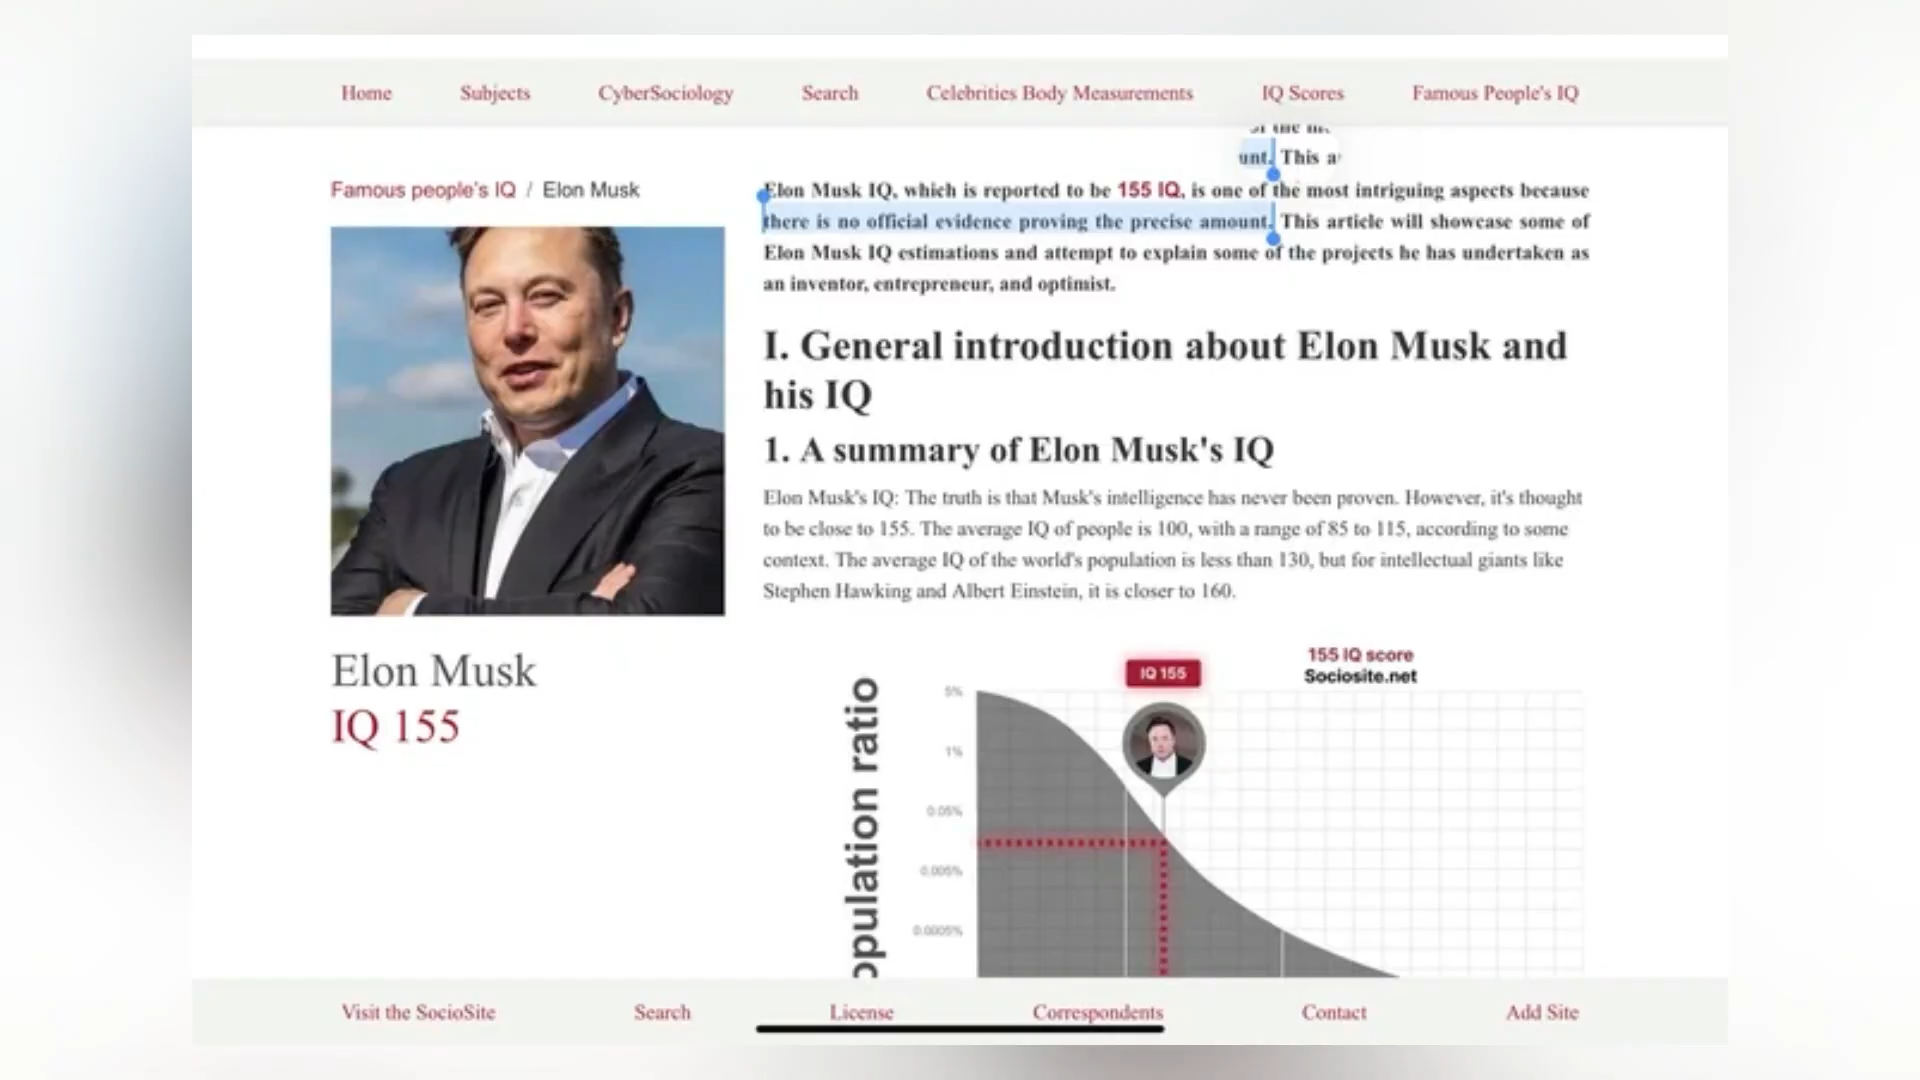 Home Subjects CyberSociology Search Celebrities Body Measurements IQ Scores Famous People's IQ
unt. This a
Famous people's IQ / Elon Musk
Elon Musk IQ, which is reported to be 155 IQ, is one of the most intriguing aspects because
there is no official evidence proving the precise amount. This article will showcase some of
Elon Musk IQ estimations and attempt to explain some of the projects he has undertaken as
an inventor, entrepreneur, and optimist.
I. General introduction about Elon Musk and
his IQ
1. A summary of Elon Musk's IQ
Elon Musk's IQ: The truth is that Musk's intelligence has never been proven. However, it's thought
to be close to 155. The average IQ of people is 100, with a range of 85 to 115, according to some
context. The average IQ of the world's population is less than 130, but for intellectual giants like
Stephen Hawking and Albert Einstein, it is closer to 160.
Elon Musk
IQ 155
IQ 155
155 IQ score
Sociosite.net
opulation ratio
5%
1%
0.05%
0.005%
0.0005%
Visit the SocioSite Search License Correspondents Contact Add Site